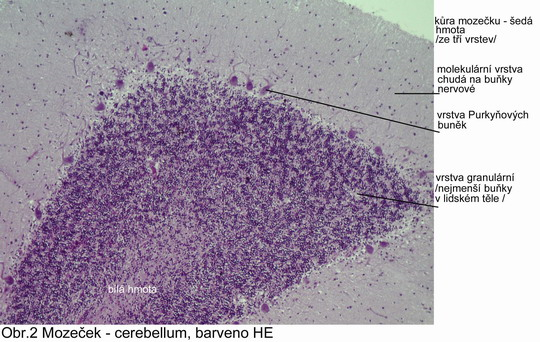 kůra mozečku - šedá
hmota
/ze tří vrstev/
molekulární vrstva
chudá na buňky
nervové
vrstva Purkyňových
buněk
vrstva granulární
/nejmenší buňky
v lidském těle /
bílá hmota
Obr.2 Mozeček - cerebellum, barveno HE